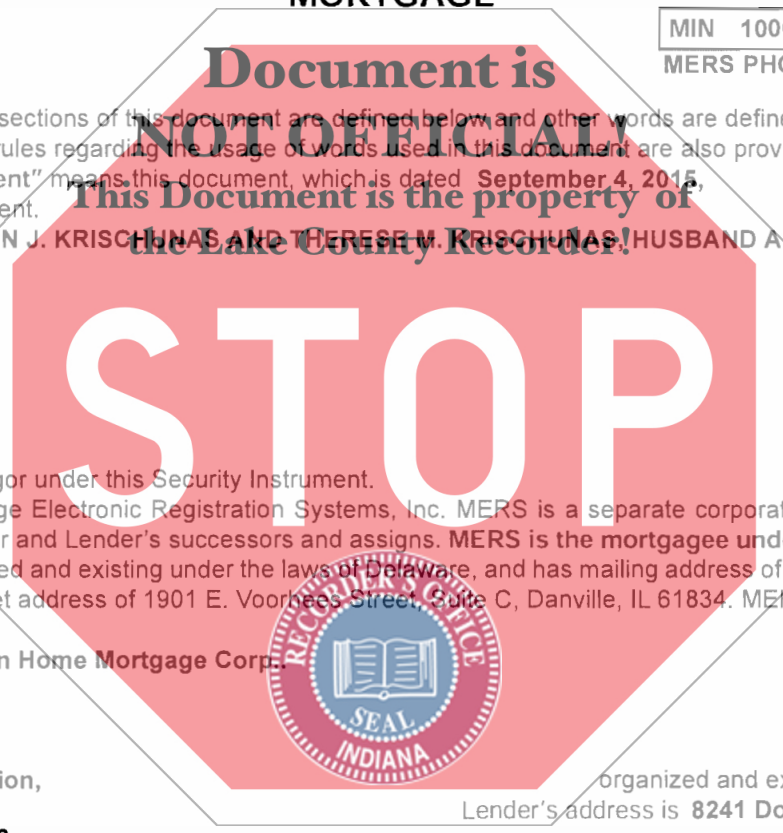 MORTGAGE
MIN 100
MERS PHO
Document is
NOT OFFICIAL!
This Document is the property of
the Lake County Recorder!
sections of this document are defined below and other words are define
rules regarding the usage of words used in this document are also prov
ent" means this document, which is dated September 4, 2015,
ent.
N J. KRISCHUNAS AND THERESE M. KRISCHUNAS, HUSBAND A
STOP
gor under this Security Instrument.
ge Electronic Registration Systems, Inc. MERS is a separate corporat
r and Lender's successors and assigns. MERS is the mortgagee und
ed and existing under the laws of Delaware, and has mailing address of
et address of 1901 E. Voorhees Street, Suite C, Danville, IL 61834. ME
n Home Mortgage Corp..
RECORDER'S OFFICE
SEAL
INDIANA
ion,
organized and ex
Lender's address is 8241 Do